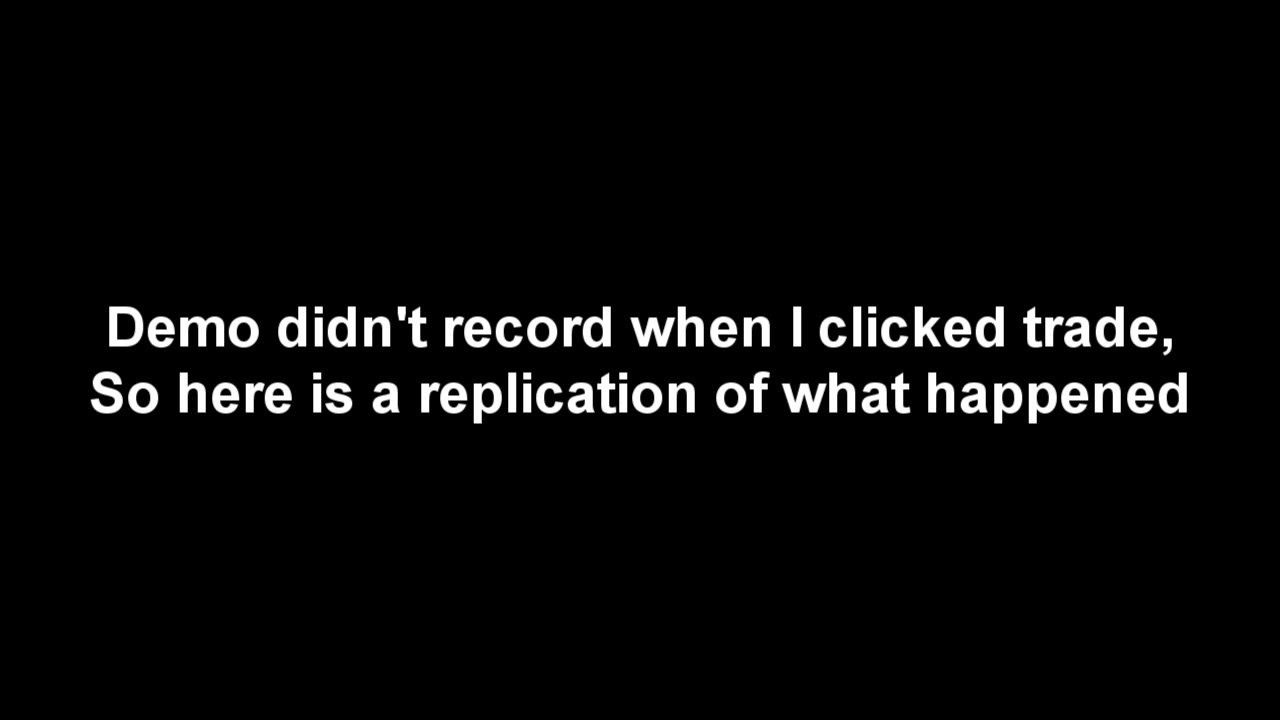 Demo didn't record when I clicked trade,
So here is a replication of what happened